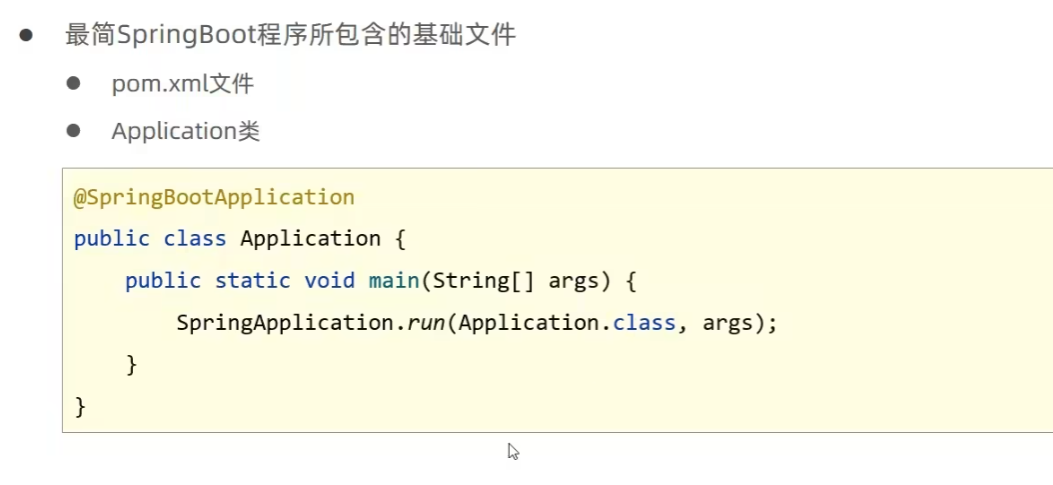 最简SpringBoot程序所包含的基础文件
pom.xml文件
Application类
@SpringBootApplication
public class Application {
    public static void main(String[] args) {
        SpringApplication.run(Application.class, args);
    }
}